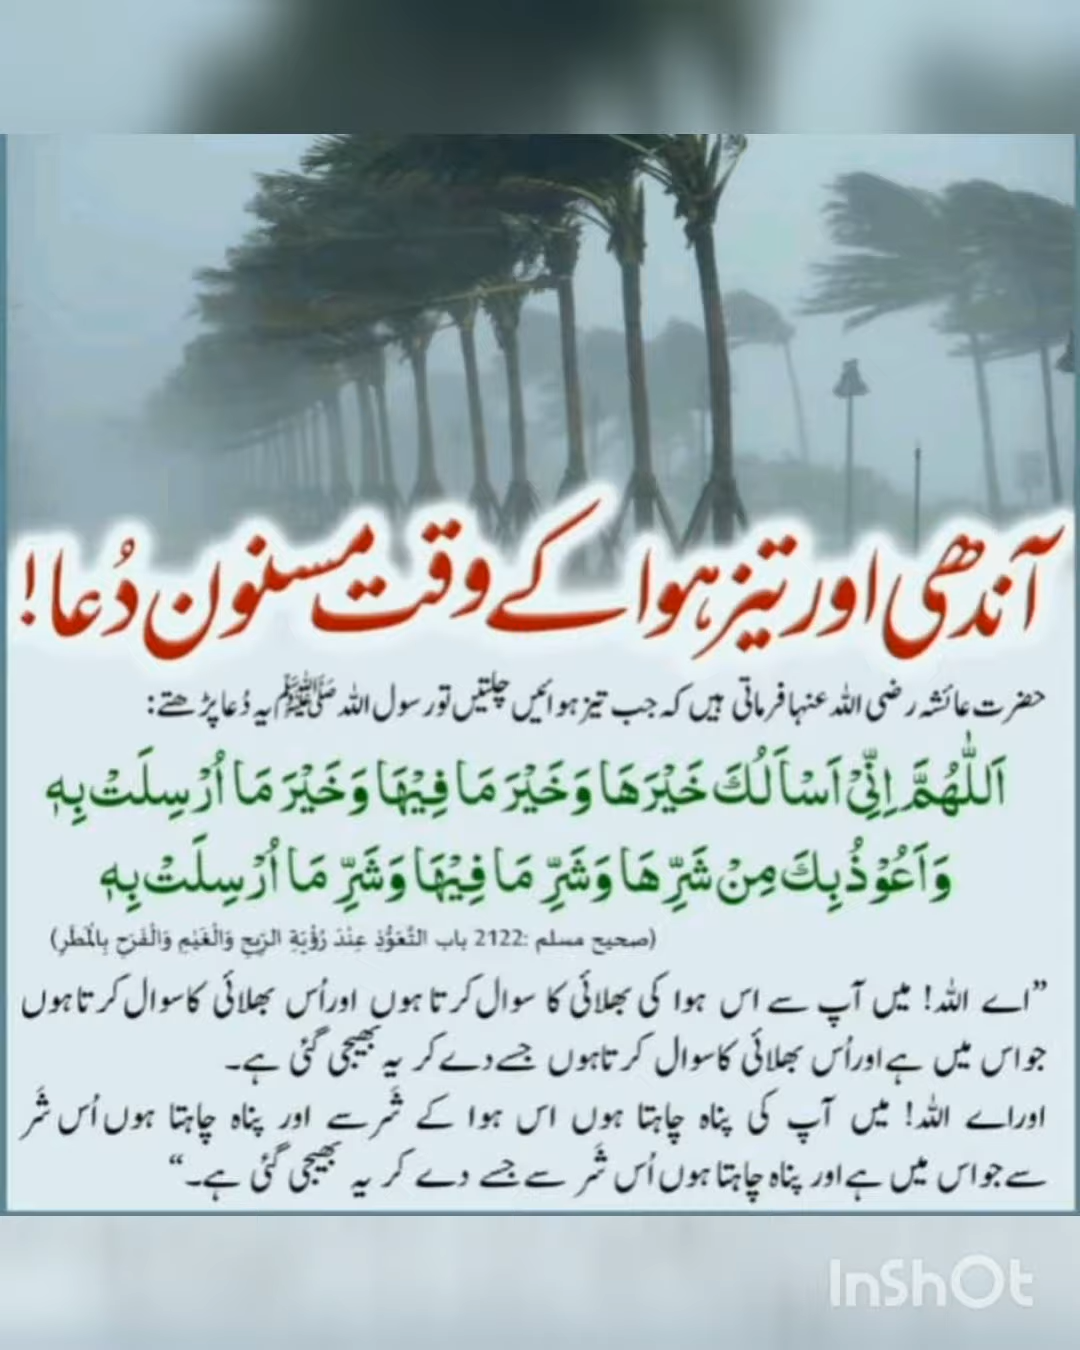 آندھی اور تیز ہوا کے وقت مسنون دُعا!
حضرت عائشہ رضی اللہ عنہا فرماتی ہیں کہ جب تیز ہوائیں چلتیں تو رسول اللہ ﷺ یہ دُعا پڑھتے:
اَللّٰهُمَّ اِنِّيْ اَسْاَلُكَ خَيْرَهَا وَخَيْرَ مَا فِيْهَا وَخَيْرَ مَا اُرْسِلَتْ بِهٖ
وَاَعُوْذُ بِكَ مِنْ شَرِّهَا وَشَرِّ مَا فِيْهَا وَشَرِّ مَا اُرْسِلَتْ بِهٖ
(صحیح مسلم :2122 باب التَّعَوُّذِ عِنْدَ رُؤْيَةِ الرِّيحِ وَالْغَيْمِ وَالْفَرَحِ بِالْمَطَرِ)
”اے اللہ! میں آپ سے اس ہوا کی بھلائی کا سوال کرتا ہوں اور اُس بھلائی کا سوال کرتا ہوں
جو اس میں ہے اور اُس بھلائی کا سوال کرتا ہوں جسے دے کر یہ بھیجی گئی ہے۔
اور اے اللہ! میں آپ کی پناہ چاہتا ہوں اس ہوا کے شَر سے اور پناہ چاہتا ہوں اُس شَر
سے جو اس میں ہے اور پناہ چاہتا ہوں اُس شَر سے جسے دے کر یہ بھیجی گئی ہے۔“
InShOt